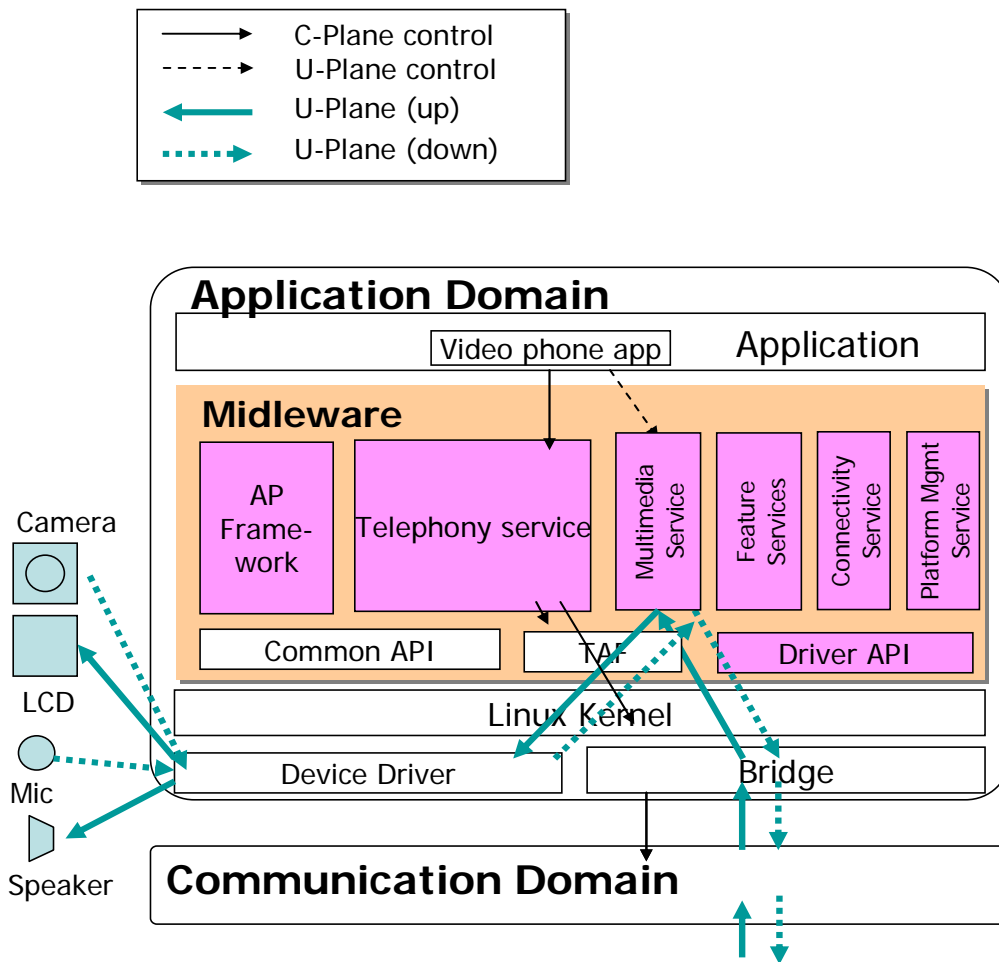 C-Plane control
U-Plane control
U-Plane (up)
U-Plane (down)
Application Domain
Application
Video phone app
Midleware
AP
Frame-
work
Telephony service
Multimedia
Service
Feature
Services
Connectivity
Service
Platform Mgmt
Service
Common API
TAF
Driver API
Linux Kernel
Device Driver
Bridge
Communication Domain
Camera
LCD
Mic
Speaker